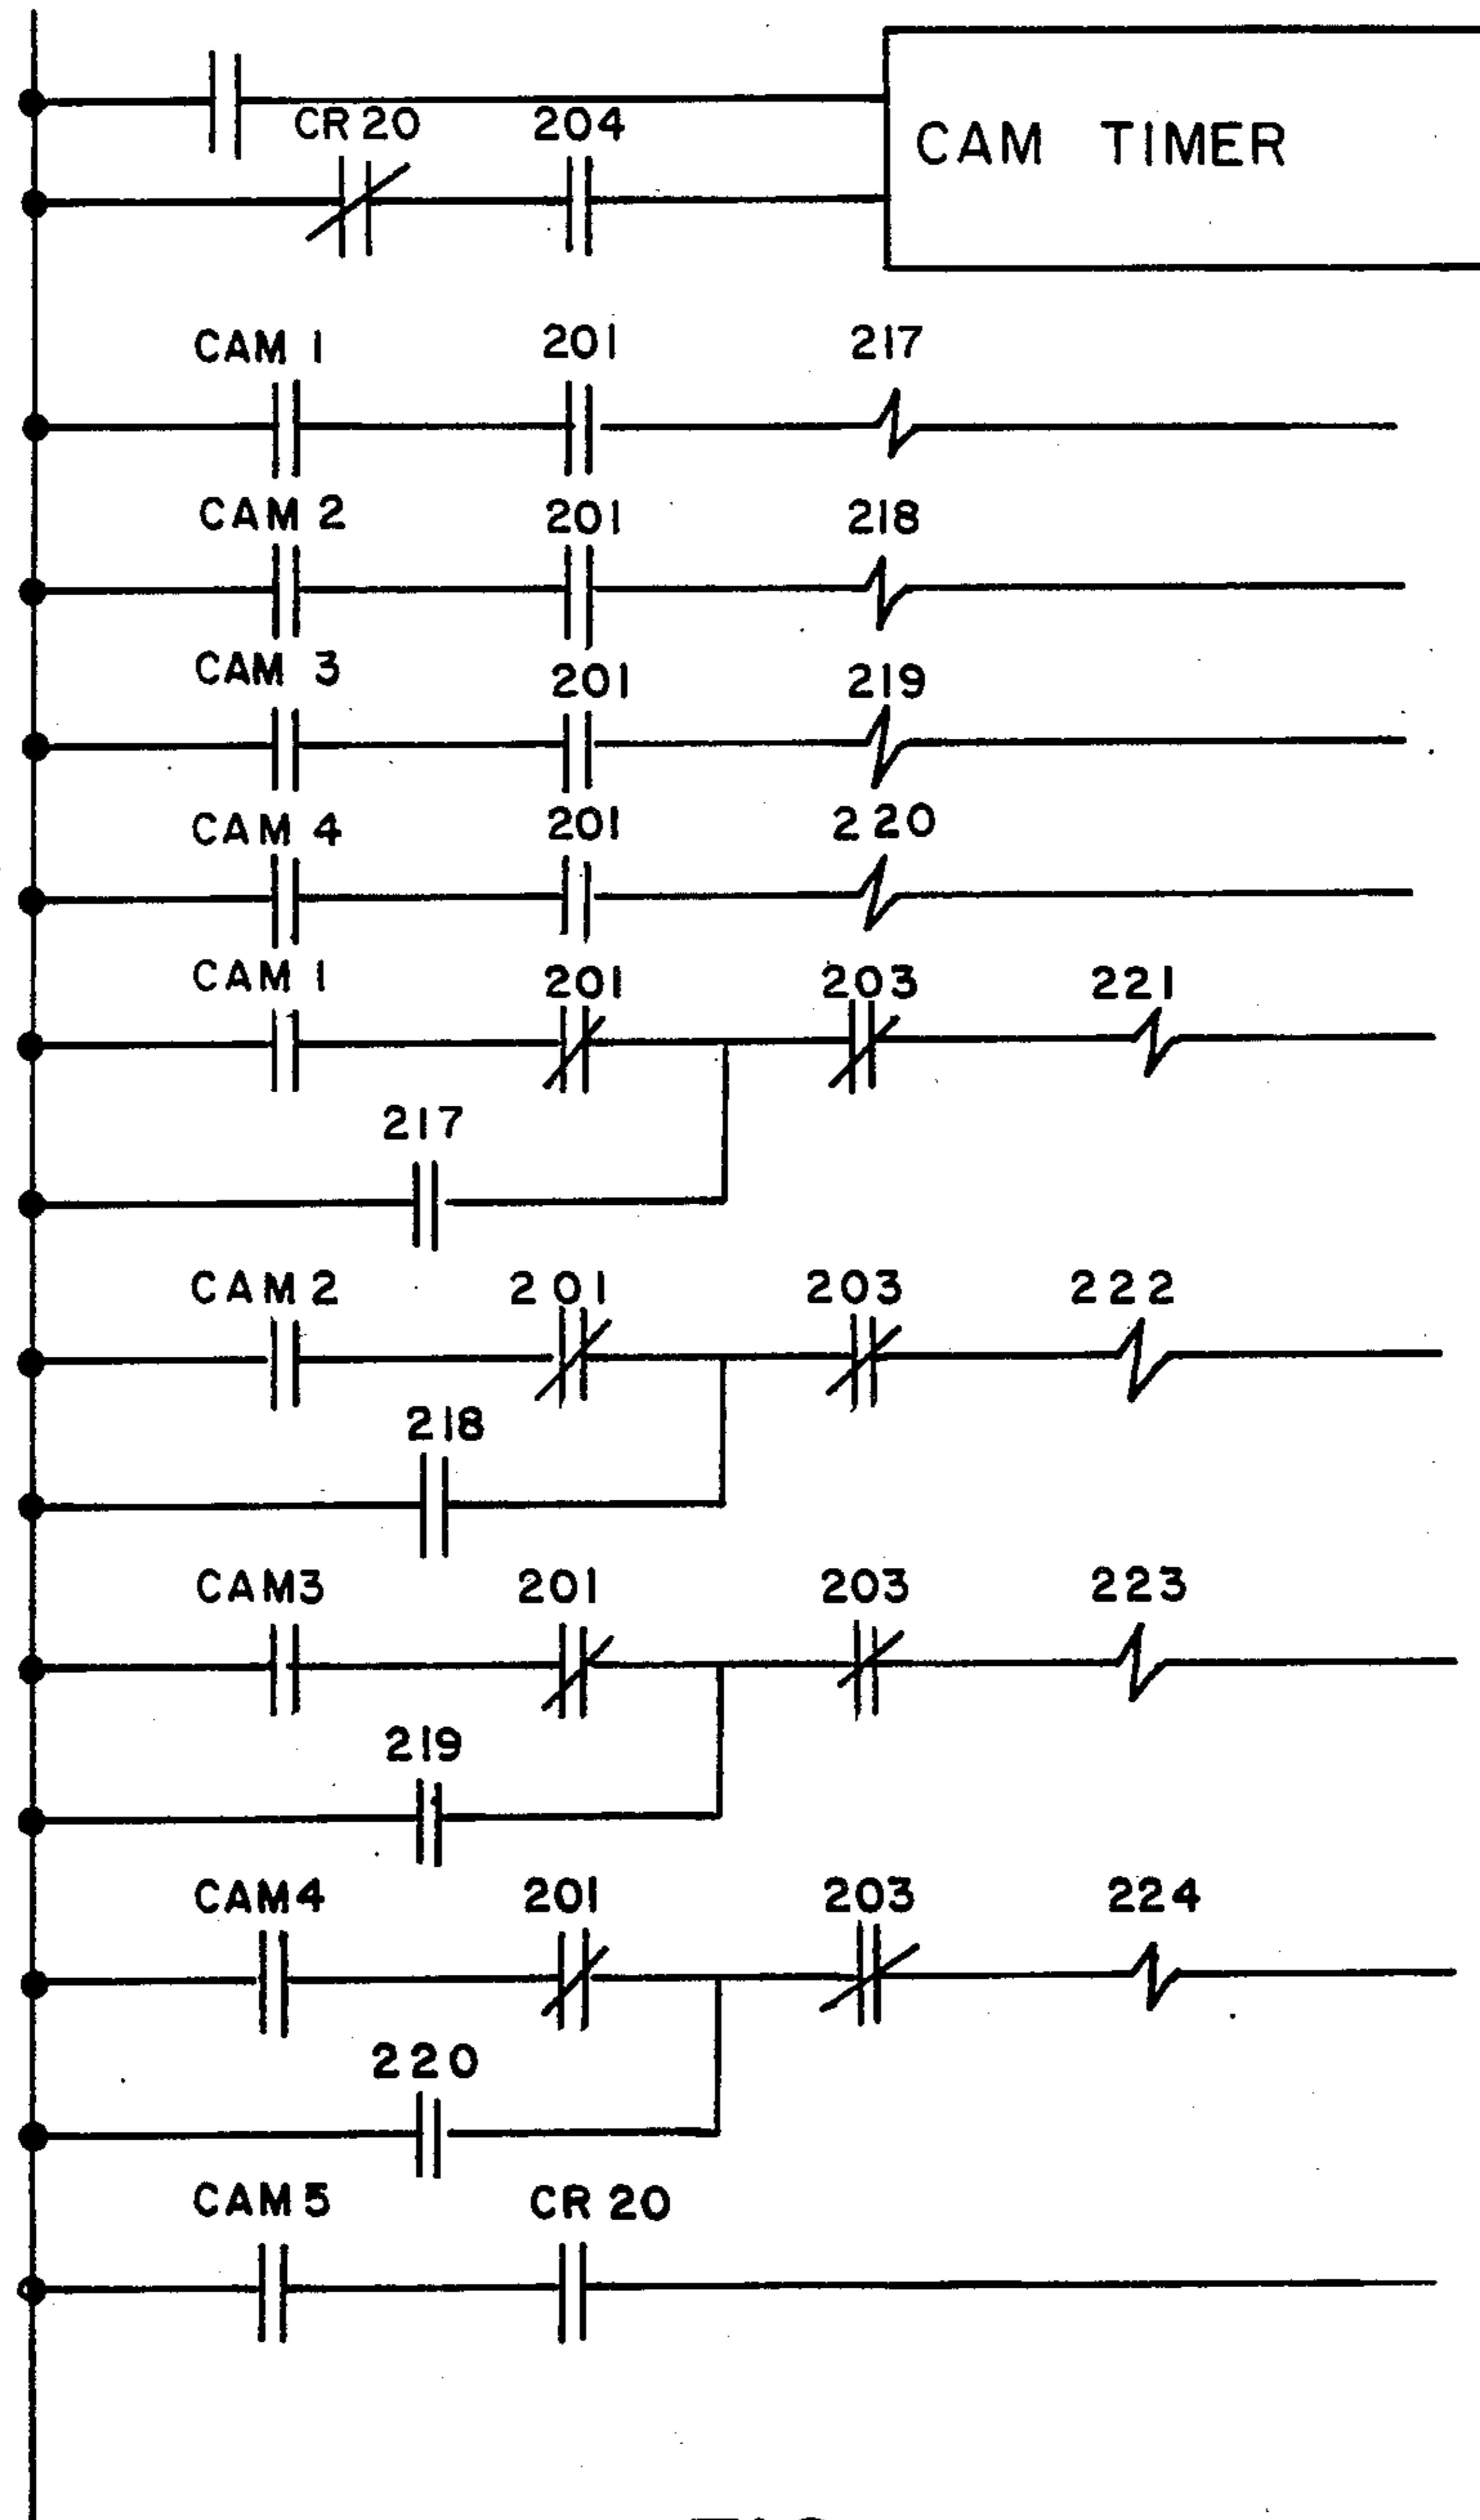 CR20 204
CAM TIMER
CAM 1 201 217
CAM 2 201 218
CAM 3 201 219
CAM 4 201 220
CAM 1 201 203 221
217
CAM 2 201 203 222
218
CAM3 201 203 223
219
CAM4 201 203 224
220
CAM5 CR 20